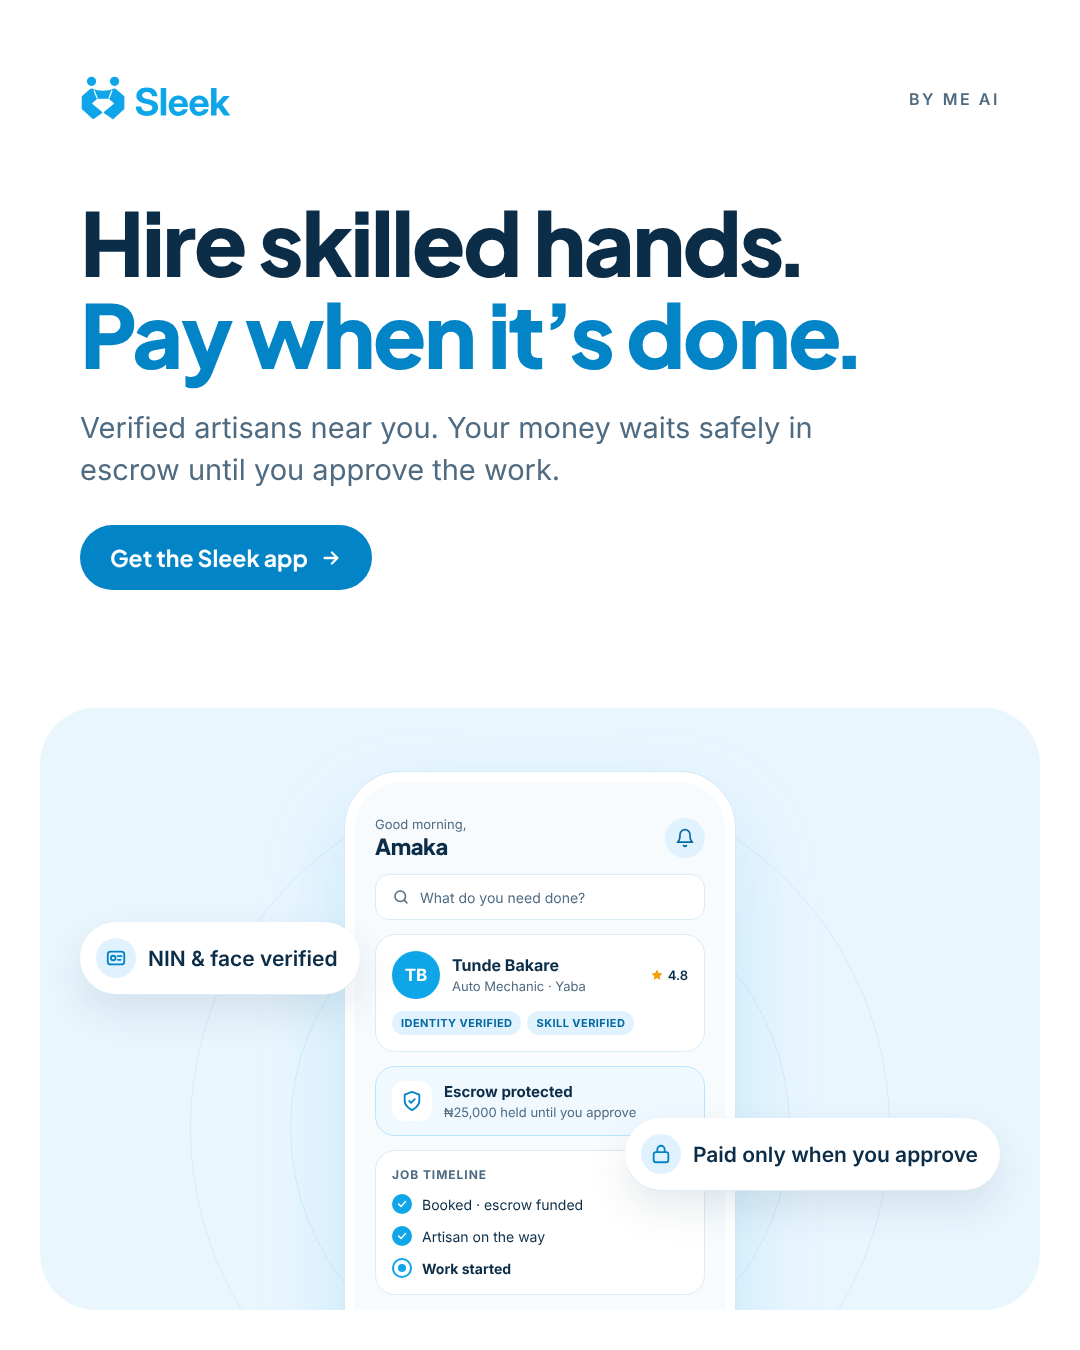 Sleek
BY ME AI
Hire skilled hands.
Pay when it’s done.
Verified artisans near you. Your money waits safely in
escrow until you approve the work.
Get the Sleek app →
Good morning,
Amaka
What do you need done?
NIN & face verified
TB
Tunde Bakare
Auto Mechanic · Yaba
★ 4.8
IDENTITY VERIFIED
SKILL VERIFIED
Escrow protected
₦25,000 held until you approve
Paid only when you approve
JOB TIMELINE
Booked · escrow funded
Artisan on the way
Work started